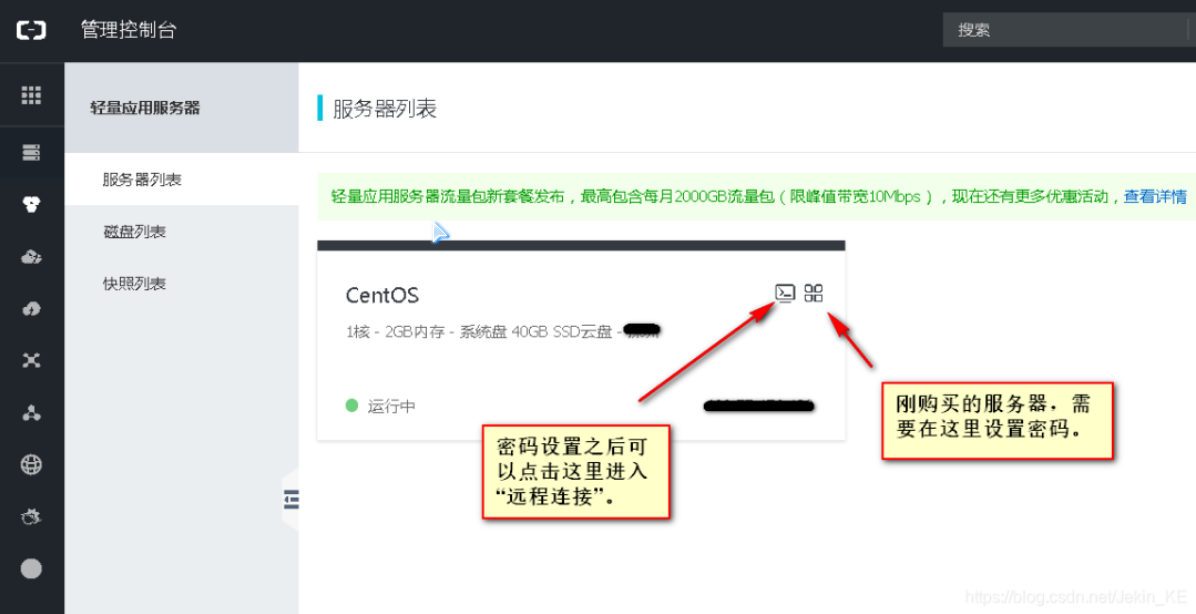 管理控制台
搜索
轻量应用服务器
服务器列表
磁盘列表
快照列表
服务器列表
轻量应用服务器流量包新套餐发布，最高包含每月2000GB流量包（限峰值带宽10Mbps），现在还有更多优惠活动，查看详情
CentOS
1核 - 2GB内存 - 系统盘 40GB SSD云盘 -
运行中
密码设置之后可
以点击这里进入
“远程连接”。
刚购买的服务器，需
要在这里设置密码。
https://blog.csdn.net/Jekin_KE